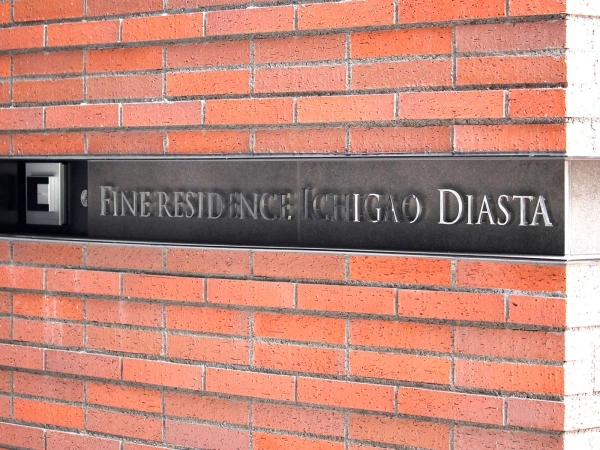 FINE RESIDENCE ICHIGAO DIASTA